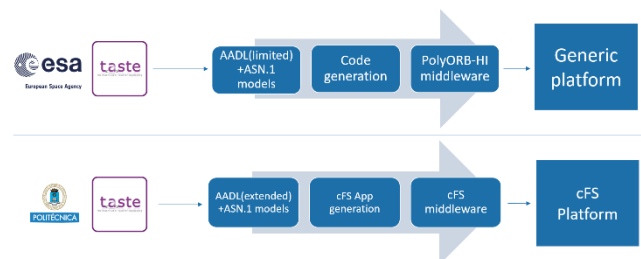 esa
European Space Agency
taste
AADL(limited)
+ASN.1
models
Code
generation
PolyORB-HI
middleware
Generic
platform
POLITÉCNICA
taste
AADL(extended)
+ASN.1 models
cFS App
generation
cFS
middleware
cFS
Platform